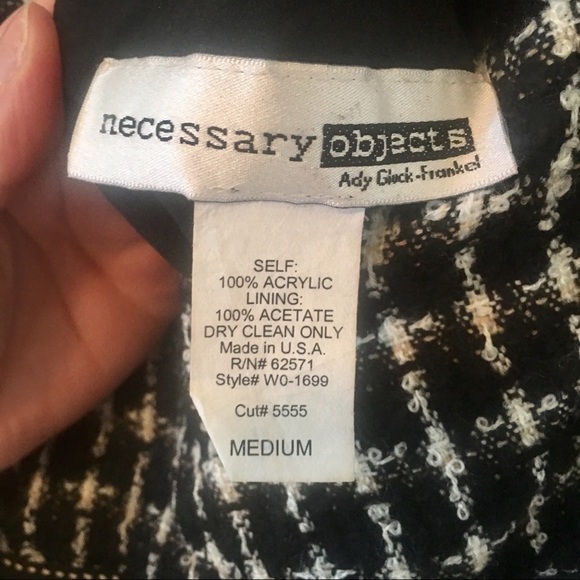 necessary objects
Ady Gluck-Frankel
SELF:
100% ACRYLIC
LINING:
100% ACETATE
DRY CLEAN ONLY
Made in U.S.A.
R/N# 62571
Style# W0-1699
Cut# 5555
MEDIUM